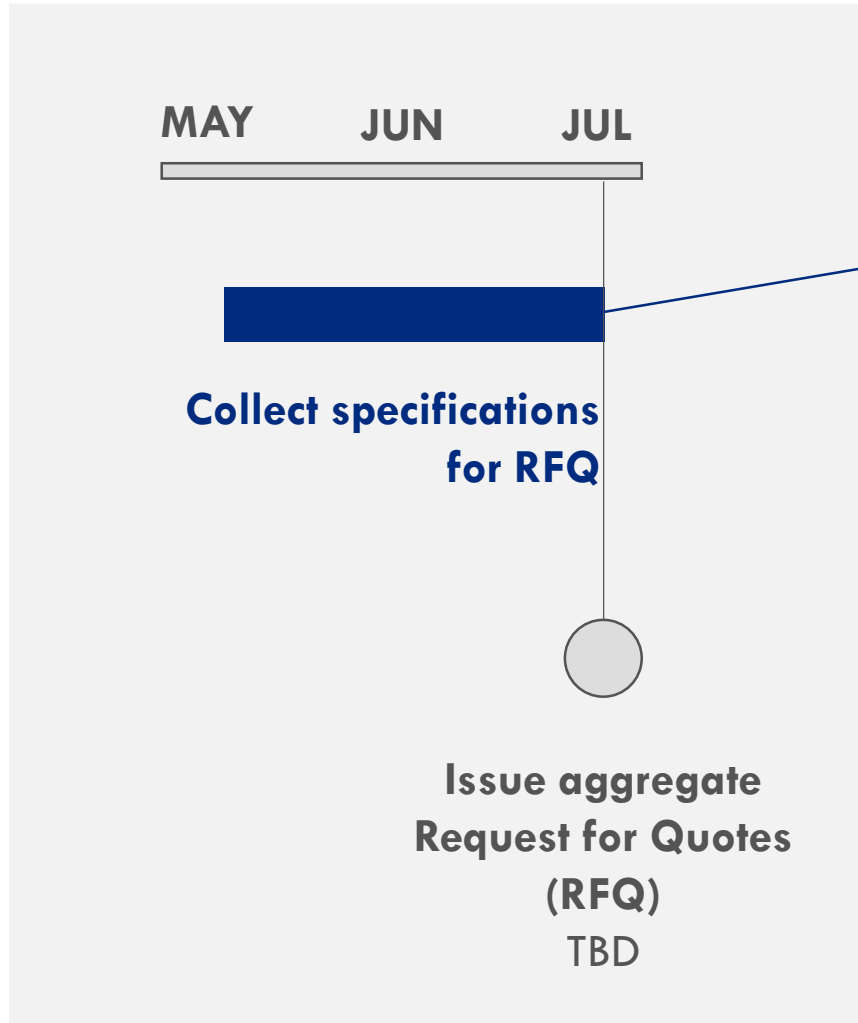 MAY JUN JUL
Collect specifications
for RFQ
Issue aggregate
Request for Quotes
(RFQ)
TBD